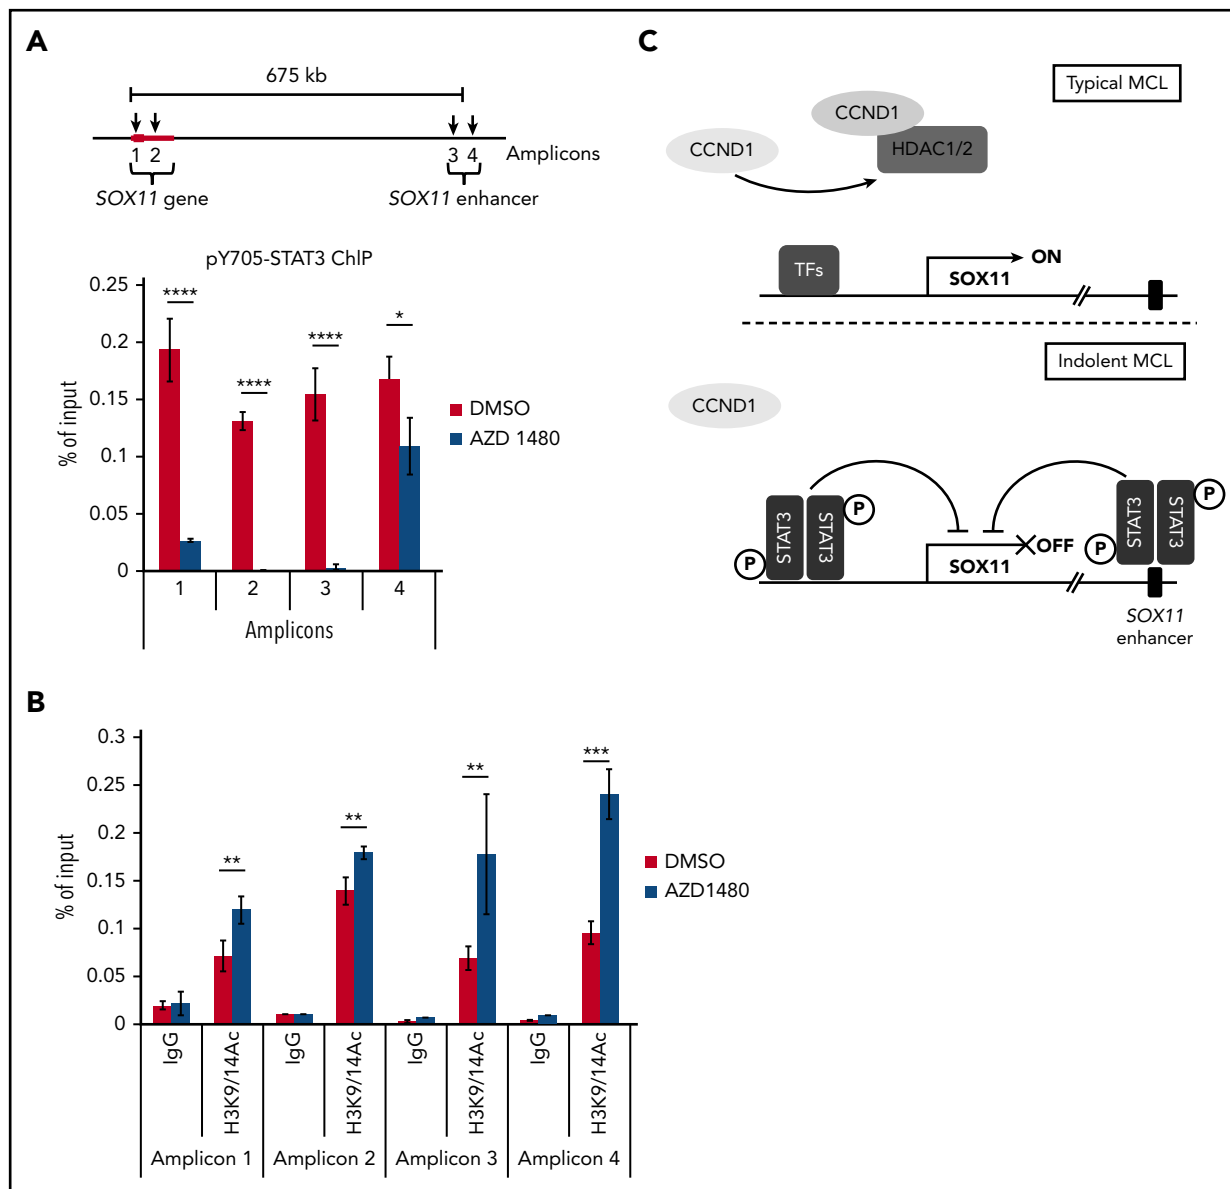 A
675 kb
1 2 3 4 Amplicons
SOX11 gene
SOX11 enhancer
pY705-STAT3 ChIP
% of input
0.25
0.2
0.15
0.1
0.05
0
****
****
****
*
DMSO
AZD 1480
1 2 3 4
Amplicons
B
% of input
0.3
0.25
0.2
0.15
0.1
0.05
0
**
**
**
***
DMSO
AZD1480
IgG
H3K9/14Ac
IgG
H3K9/14Ac
IgG
H3K9/14Ac
IgG
H3K9/14Ac
Amplicon 1
Amplicon 2
Amplicon 3
Amplicon 4
C
Typical MCL
CCND1
CCND1
HDAC1/2
TFs
ON
SOX11
//
Indolent MCL
CCND1
STAT3
STAT3
P
P
STAT3
STAT3
P
P
OFF
SOX11
//
SOX11
enhancer